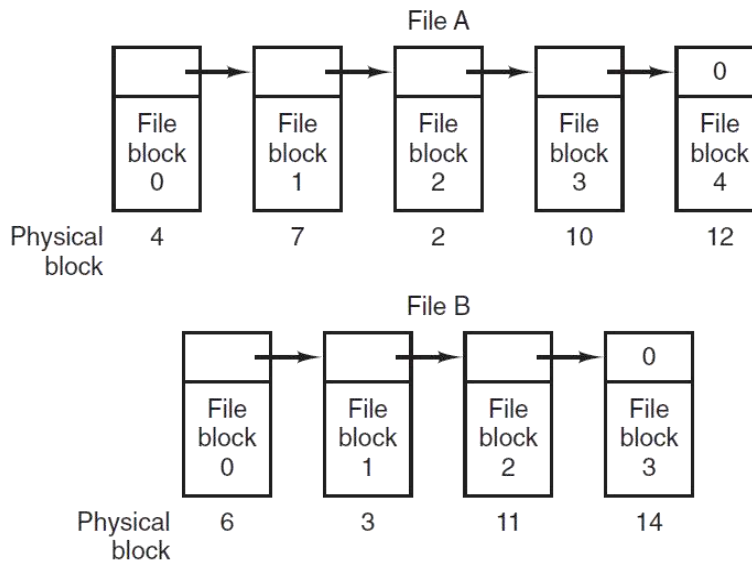 File A
0
File File File File File
block block block block block
0 1 2 3 4
Physical 4 7 2 10 12
block
File B
0
File File File File
block block block block
0 1 2 3
Physical 6 3 11 14
block